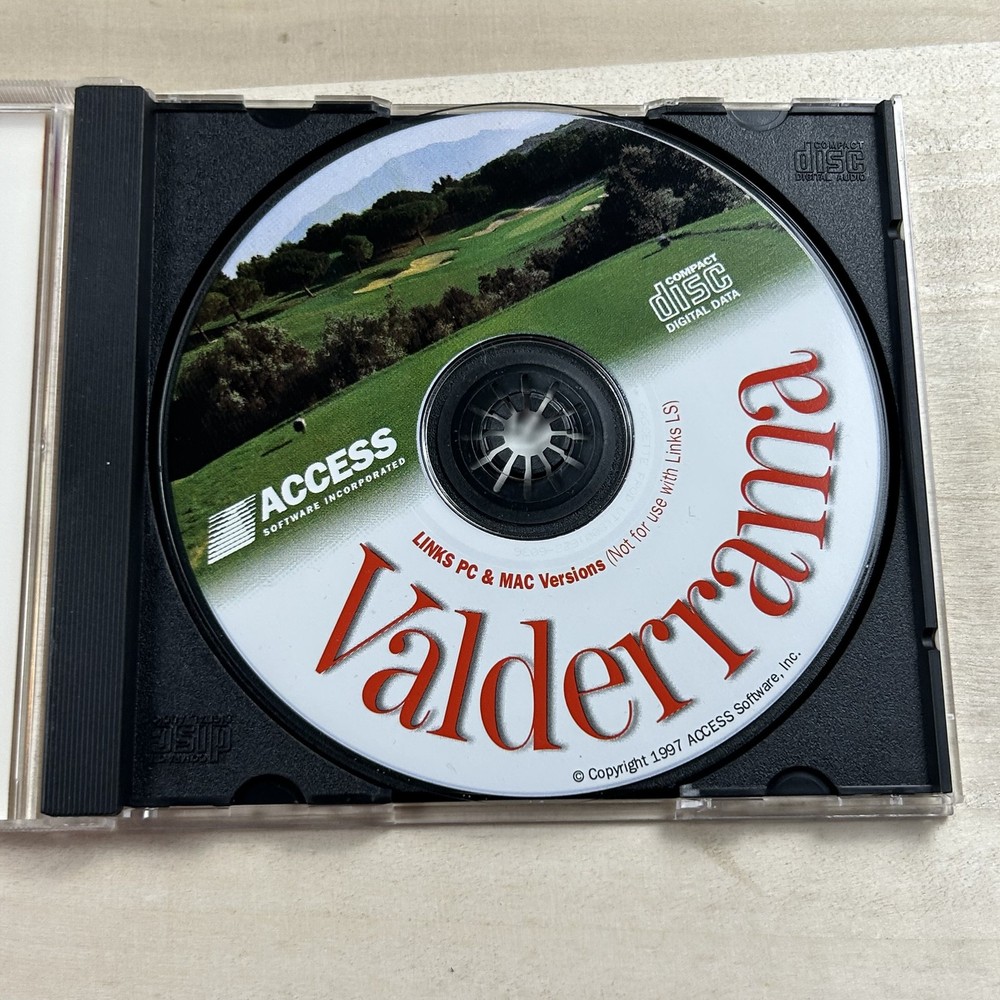 COMPACT
disc
DIGITAL AUDIO
COMPACT
disc
DIGITAL DATA
ACCESS
SOFTWARE INCORPORATED
LINKS PC & MAC Versions (Not for use with Links LS)
Valderrama
© Copyright 1997 ACCESS Software, Inc.
disc